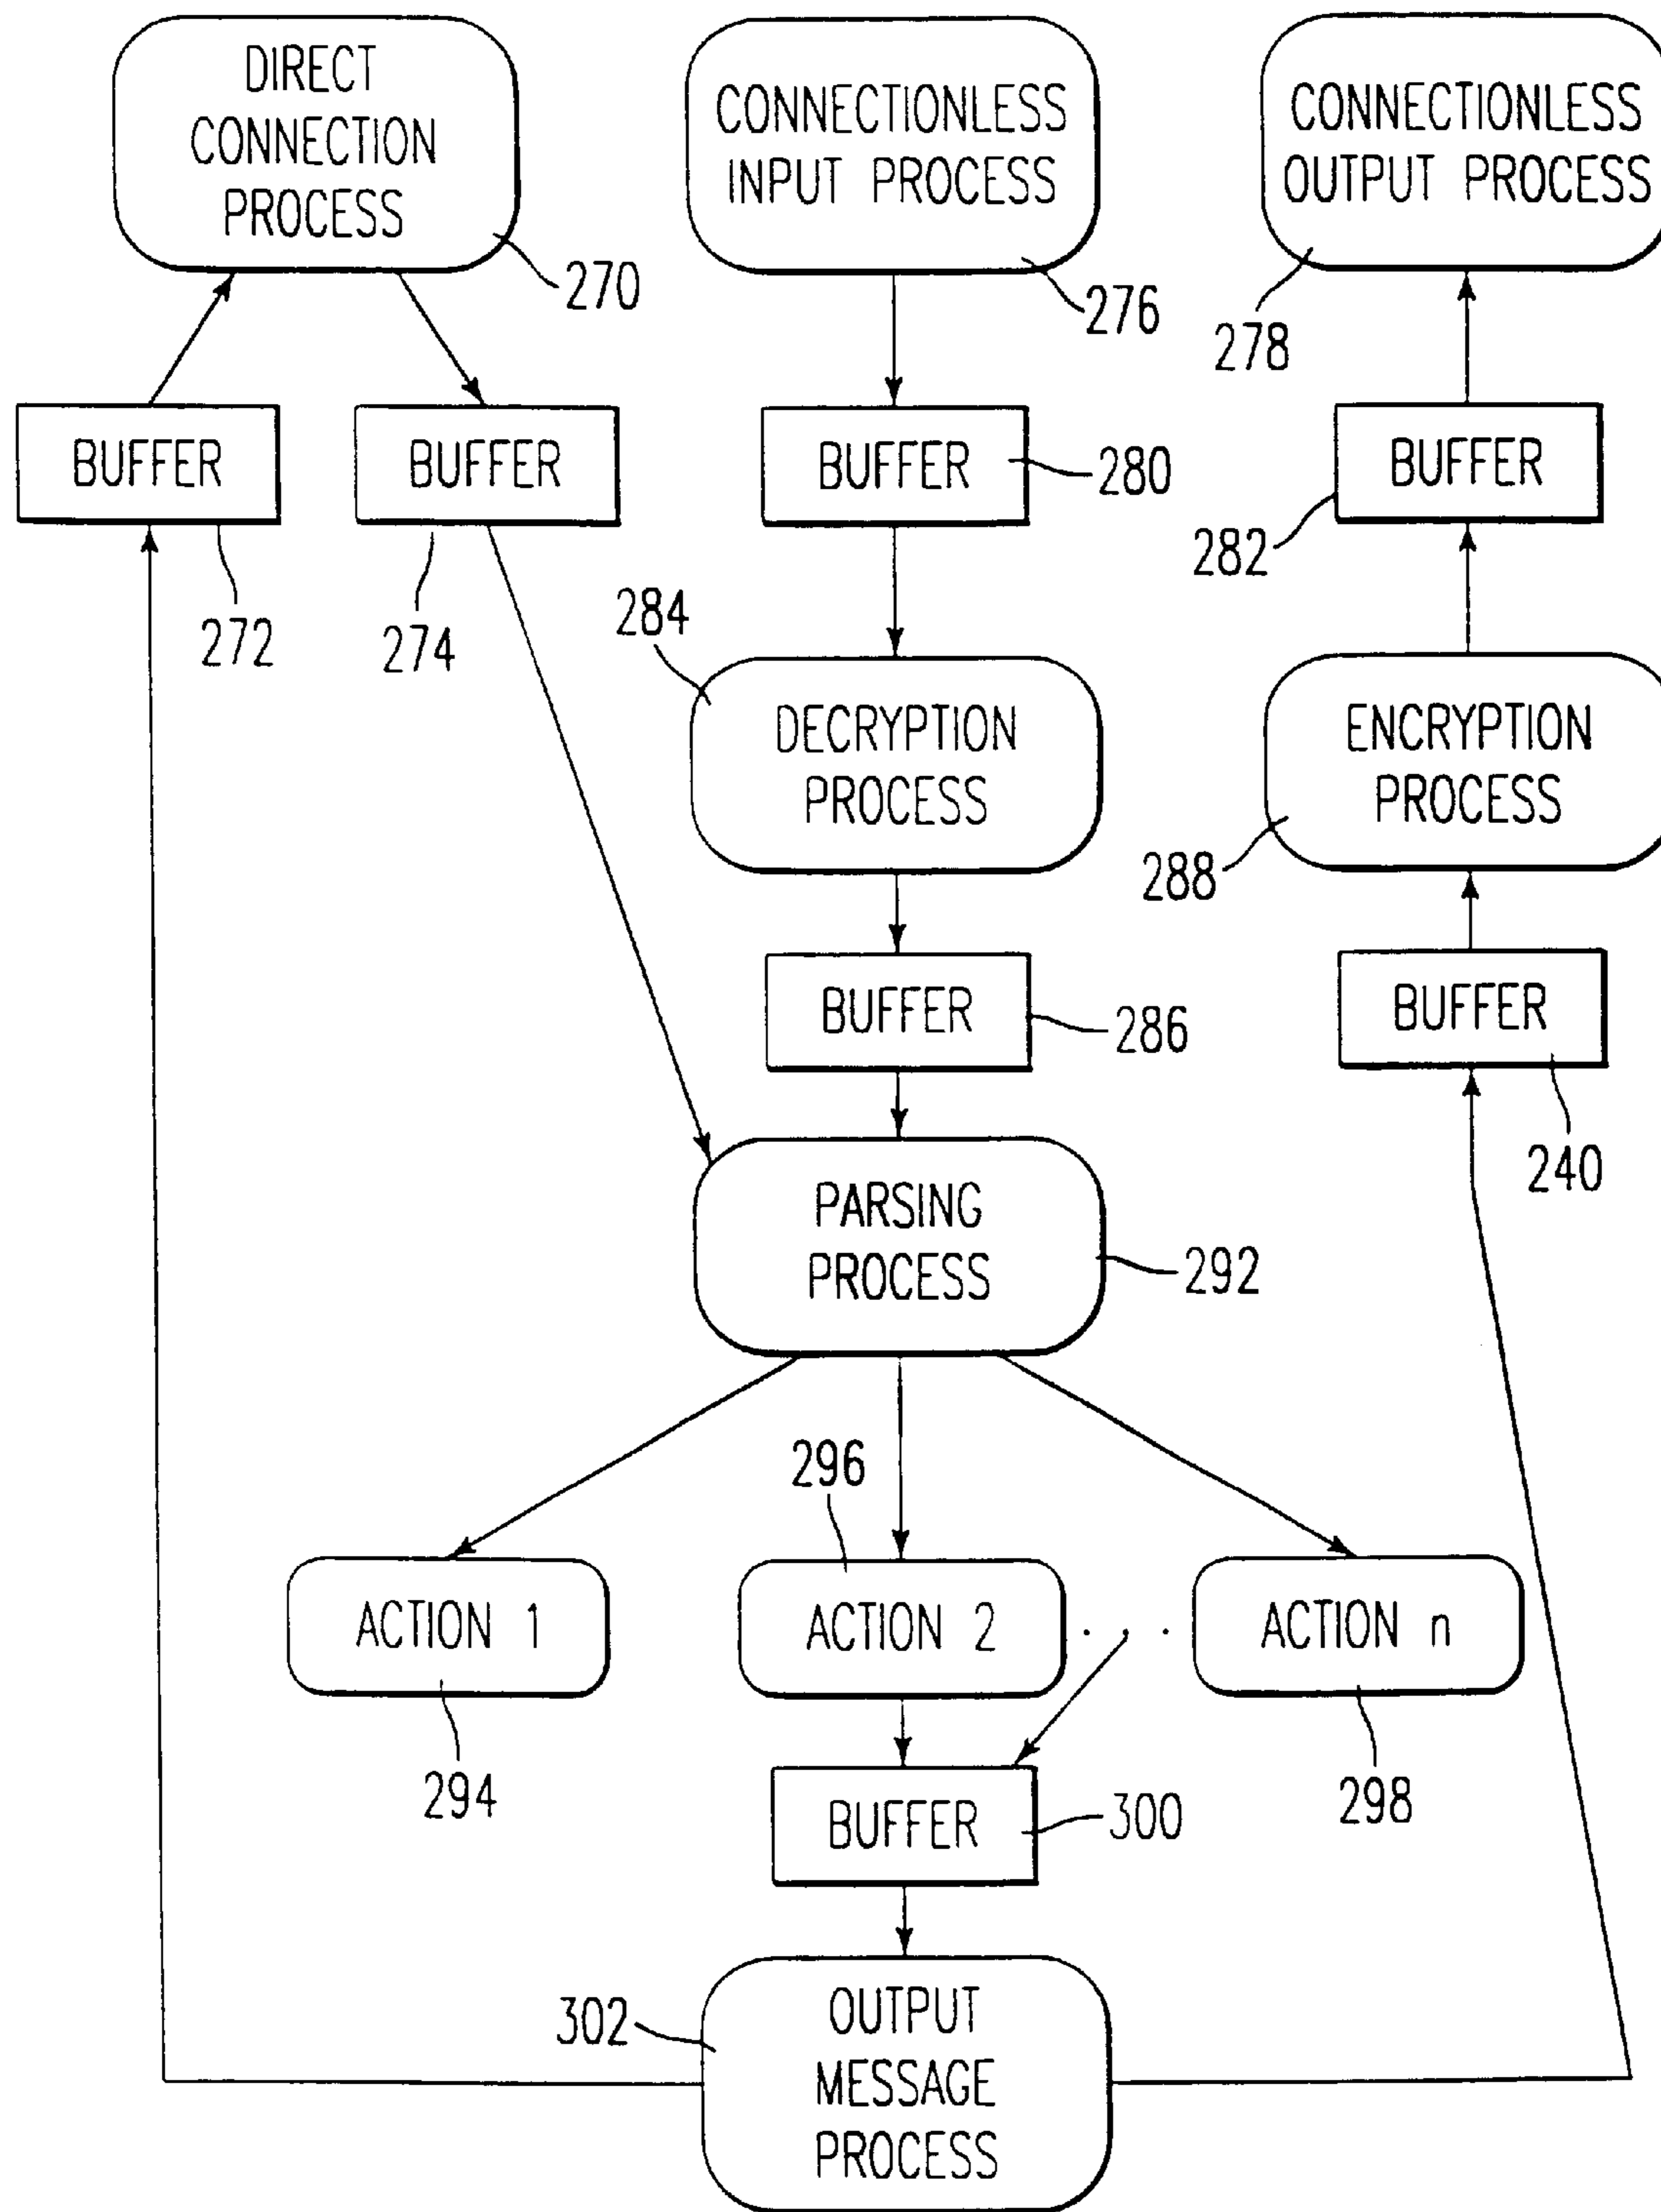 DIRECT
CONNECTION
PROCESS
270
CONNECTIONLESS
INPUT PROCESS
276
CONNECTIONLESS
OUTPUT PROCESS
278
BUFFER
272
BUFFER
274
BUFFER
280
BUFFER
282
284
DECRYPTION
PROCESS
ENCRYPTION
PROCESS
288
BUFFER
286
BUFFER
240
PARSING
PROCESS
292
ACTION 1
294
296
ACTION 2
. . .
ACTION n
298
BUFFER
300
302
OUTPUT
MESSAGE
PROCESS